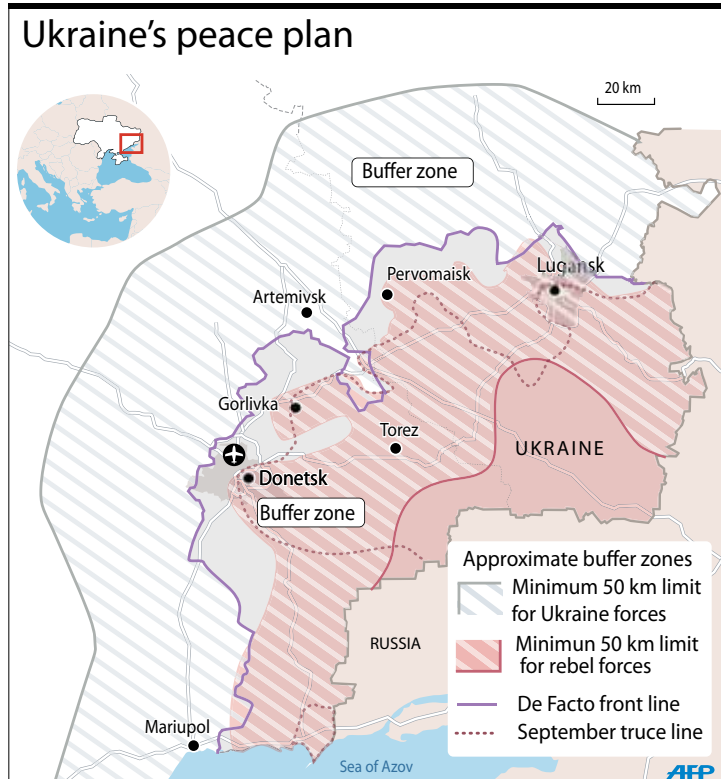 Ukraine's peace plan
20 km
Buffer zone
Lugansk
Pervomaisk
Artemivsk
Gorlivka
Torez
UKRAINE
Donetsk
Buffer zone
Approximate buffer zones
Minimum 50 km limit
for Ukraine forces
Minimun 50 km limit
for rebel forces
RUSSIA
De Facto front line
September truce line
Mariupol
Sea of Azov
AFP